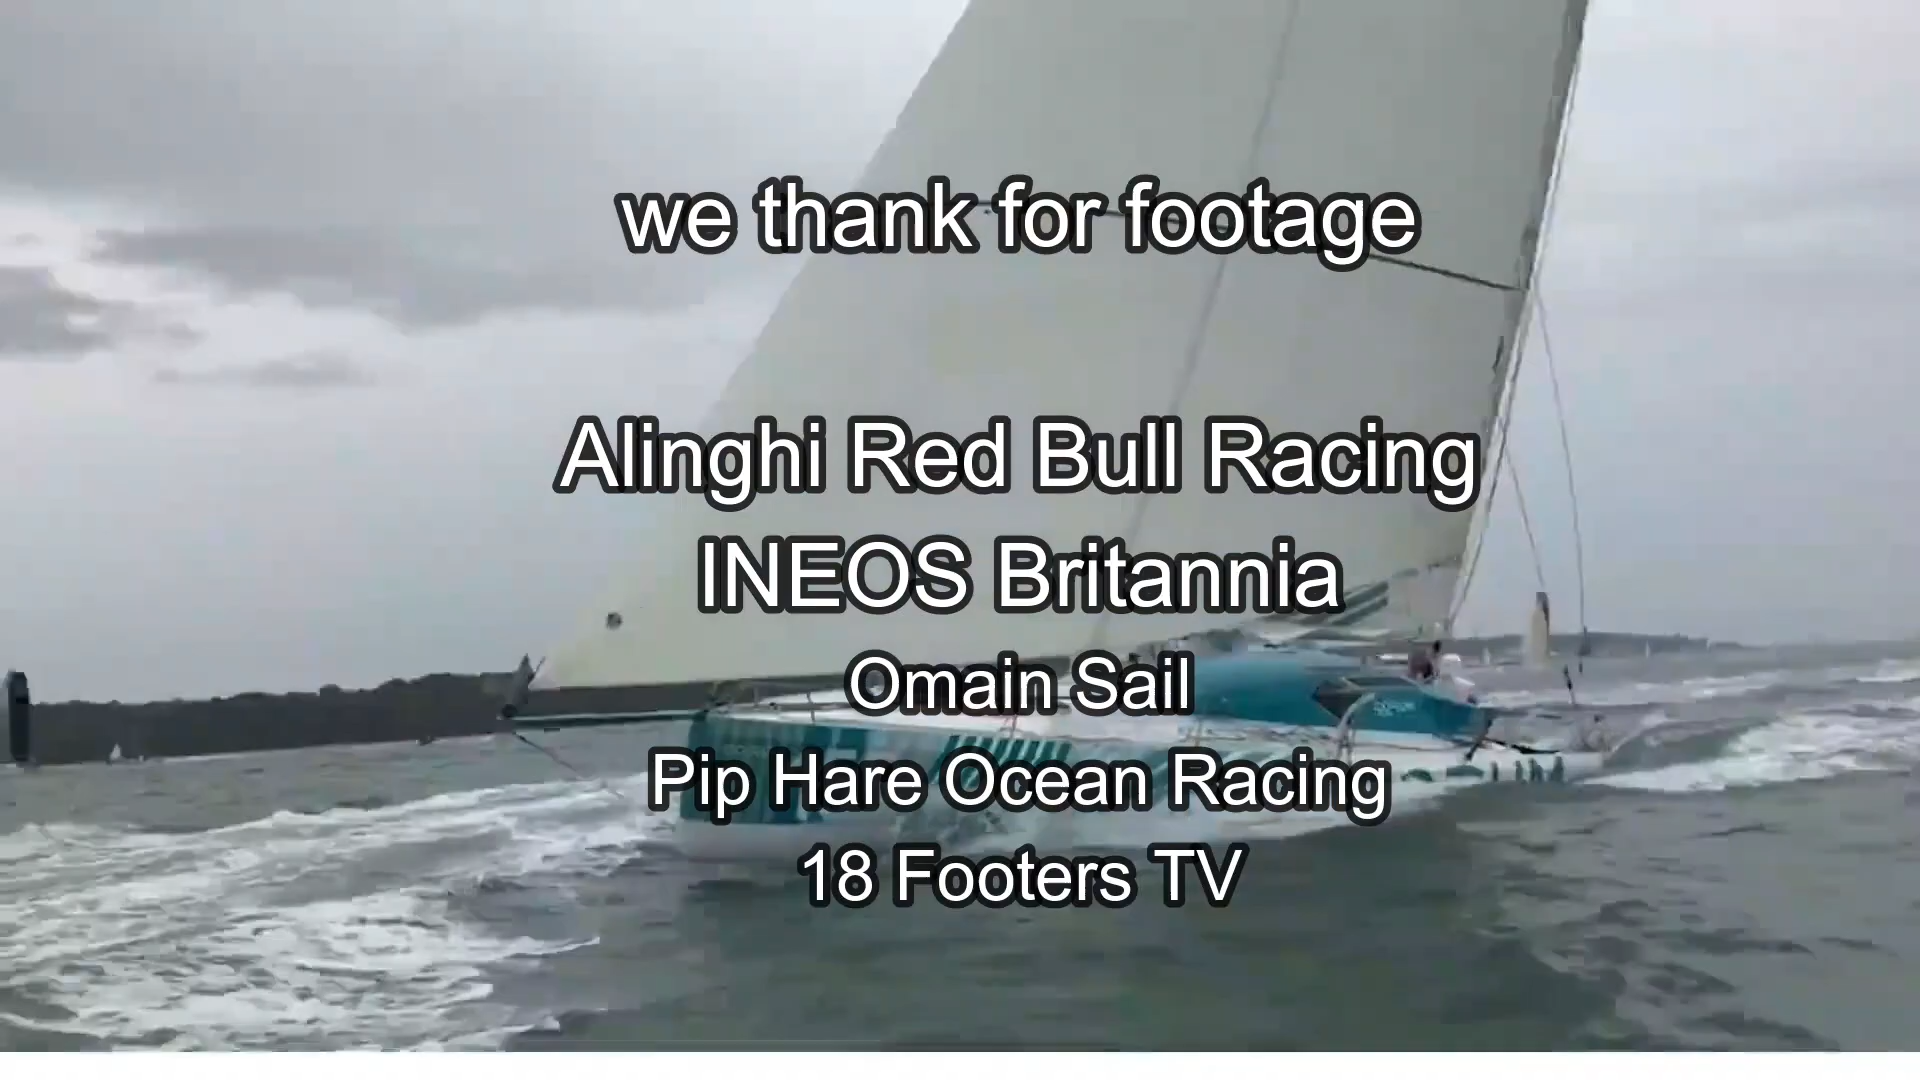 we thank for footage
Alinghi Red Bull Racing
INEOS Britannia
Omain Sail
Pip Hare Ocean Racing
18 Footers TV